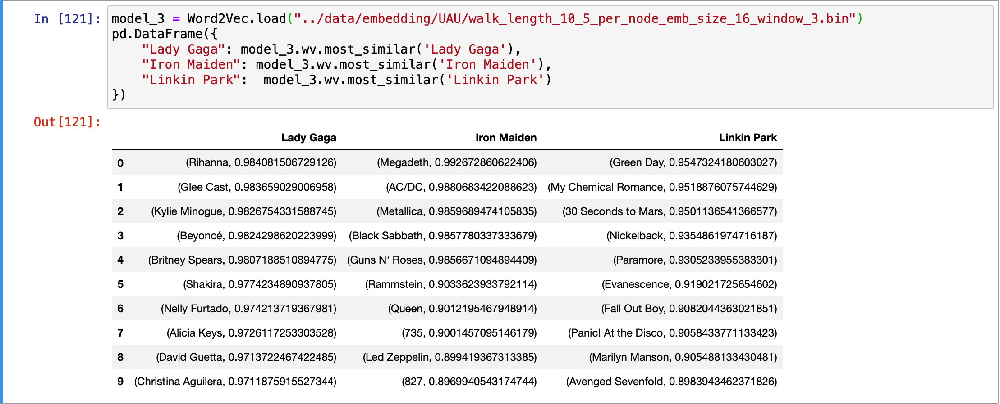 In [121]: model_3 = Word2Vec.load("../data/embedding/UAU/walk_length_10_5_per_node_emb_size_16_window_3.bin")
pd.DataFrame({
    "Lady Gaga": model_3.wv.most_similar('Lady Gaga'),
    "Iron Maiden": model_3.wv.most_similar('Iron Maiden'),
    "Linkin Park":  model_3.wv.most_similar('Linkin Park')
})
Out[121]:
Lady Gaga Iron Maiden Linkin Park
0 (Rihanna, 0.984081506729126) (Megadeth, 0.992672860622406) (Green Day, 0.9547324180603027)
1 (Glee Cast, 0.983659029006958) (AC/DC, 0.9880683422088623) (My Chemical Romance, 0.9518876075744629)
2 (Kylie Minogue, 0.9826754331588745) (Metallica, 0.9859689474105835) (30 Seconds to Mars, 0.9501136541366577)
3 (Beyoncé, 0.9824298620223999) (Black Sabbath, 0.9857780337333679) (Nickelback, 0.9354861974716187)
4 (Britney Spears, 0.9807188510894775) (Guns N' Roses, 0.9856671094894409) (Paramore, 0.9305233955383301)
5 (Shakira, 0.9774234890937805) (Rammstein, 0.9033623933792114) (Evanescence, 0.919021725654602)
6 (Nelly Furtado, 0.974213719367981) (Queen, 0.9012195467948914) (Fall Out Boy, 0.9082044363021851)
7 (Alicia Keys, 0.9726117253303528) (735, 0.9001457095146179) (Panic! At the Disco, 0.9058433771133423)
8 (David Guetta, 0.9713722467422485) (Led Zeppelin, 0.899419367313385) (Marilyn Manson, 0.905488133430481)
9 (Christina Aguilera, 0.9711875915527344) (827, 0.8969940543174744) (Avenged Sevenfold, 0.8983943462371826)